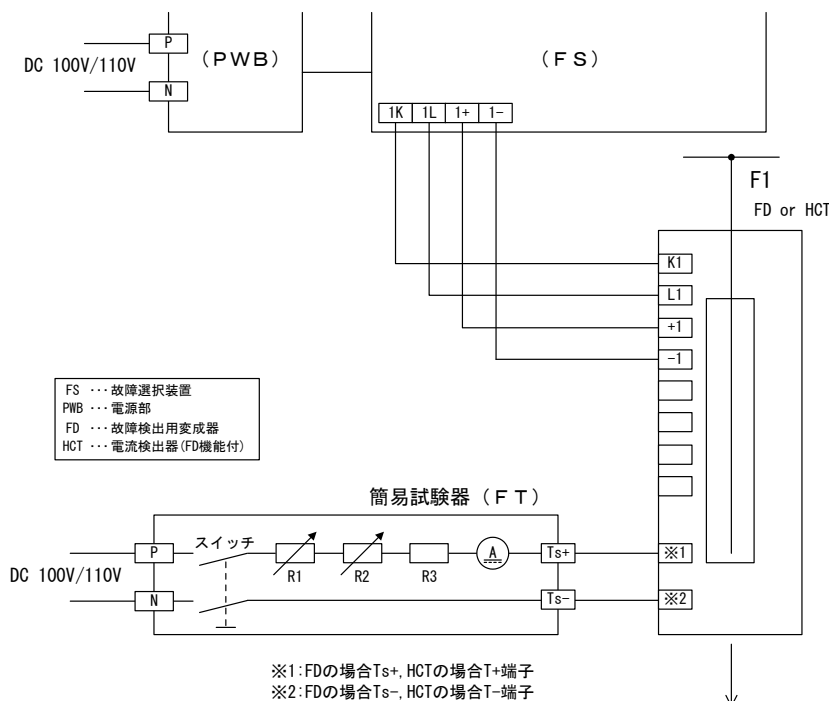 P
DC 100V/110V
N
(PWB)
(FS)
1K 1L 1+ 1-
F1
FD or HCT
K1
L1
+1
-1
FS …故障選択装置
PWB …電源部
FD …故障検出用変成器
HCT …電流検出器(FD機能付)
簡易試験器(FT)
P スイッチ A Ts+ ※1
DC 100V/110V
R1 R2 R3
N Ts- ※2
※1:FDの場合Ts+,HCTの場合T+端子
※2:FDの場合Ts-,HCTの場合T-端子